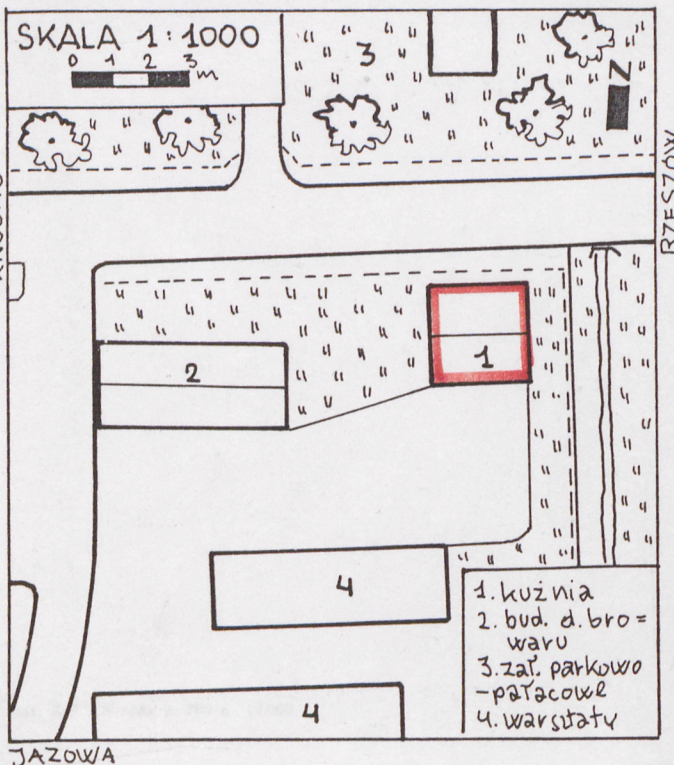 SKALA 1:1000
0 1 2 3 m
3
N
RZESZÓW
2
1
4
4
1. kuźnia
2. bud. d. bro=
waru
3. zał. parkowo
-pałacowe
4. warsztaty
JAZOWA